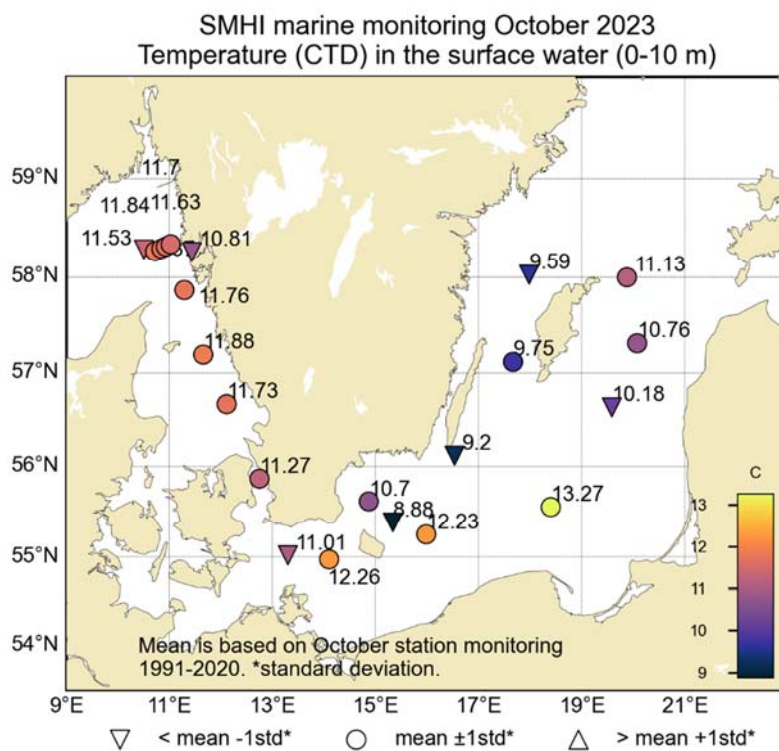 SMHI marine monitoring October 2023
Temperature (CTD) in the surface water (0-10 m)
59°N
58°N
57°N
56°N
55°N
54°N
11.7
11.84
11.63
11.53
10.81
11.76
11.88
11.73
11.27
9.59
11.13
10.76
9.75
10.18
9.2
10.7
8.88
12.23
13.27
11.01
12.26
C
13
12
11
10
9
Mean is based on October station monitoring
1991-2020. *standard deviation.
9°E 11°E 13°E 15°E 17°E 19°E 21°E
< mean -1std* mean ±1std* > mean +1std*